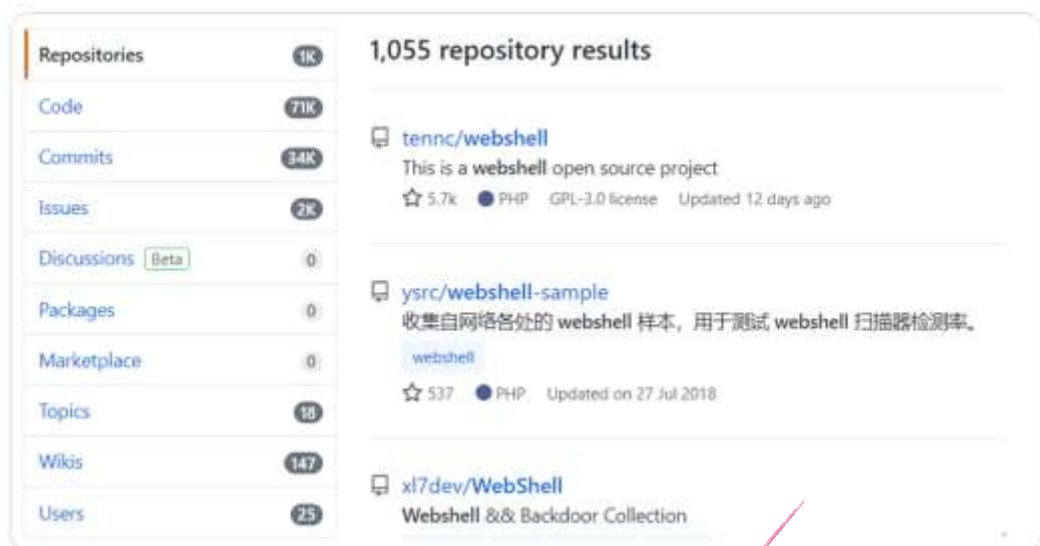 Repositories 1K
Code 71K
Commits 34K
Issues 2K
Discussions Beta 0
Packages 0
Marketplace 0
Topics 18
Wikis 147
Users 25
1,055 repository results
tennc/webshell
This is a webshell open source project
5.7k PHP GPL-3.0 license Updated 12 days ago
ysrc/webshell-sample
收集自网络各处的 webshell 样本，用于测试 webshell 扫描器检测率。
webshell
537 PHP Updated on 27 Jul 2018
xl7dev/WebShell
Webshell && Backdoor Collection